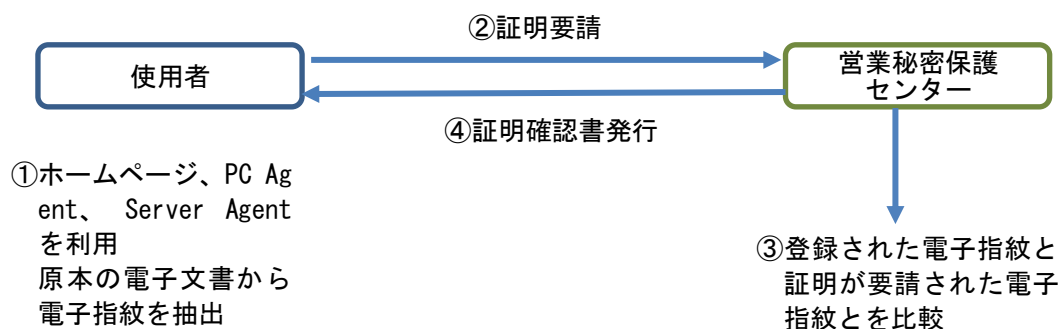 ②証明要請
使用者
営業秘密保護
センター
④証明確認書発行
①ホームページ、PC Ag
ent、 Server Agent
を利用
原本の電子文書から
電子指紋を抽出
③登録された電子指紋と
証明が要請された電子
指紋とを比較